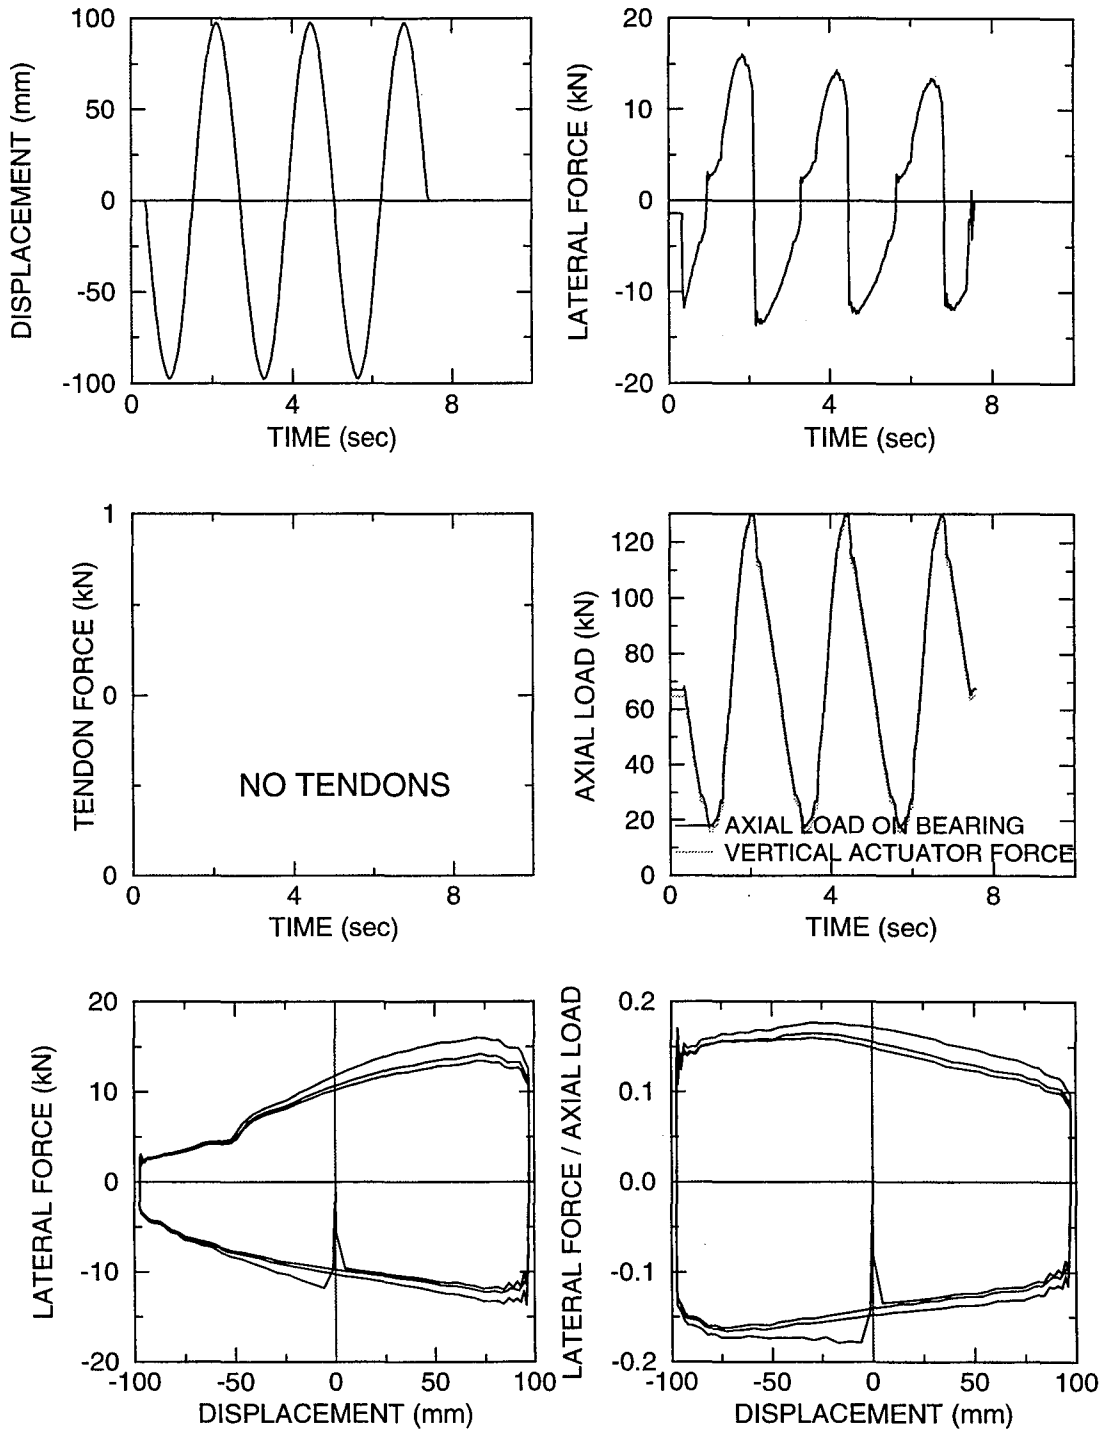 100
50
0
-50
-100
DISPLACEMENT (mm)
0 4 8
TIME (sec)
20
10
0
-10
-20
LATERAL FORCE (kN)
0 4 8
TIME (sec)
1
0
0
TENDON FORCE (kN)
NO TENDONS
0 4 8
TIME (sec)
120
100
80
60
40
20
0
AXIAL LOAD (kN)
AXIAL LOAD ON BEARING
VERTICAL ACTUATOR FORCE
0 4 8
TIME (sec)
20
10
0
-10
-20
LATERAL FORCE (kN)
-100 -50 0 50 100
DISPLACEMENT (mm)
0.2
0.1
0.0
-0.1
-0.2
LATERAL FORCE / AXIAL LOAD
-100 -50 0 50 100
DISPLACEMENT (mm)